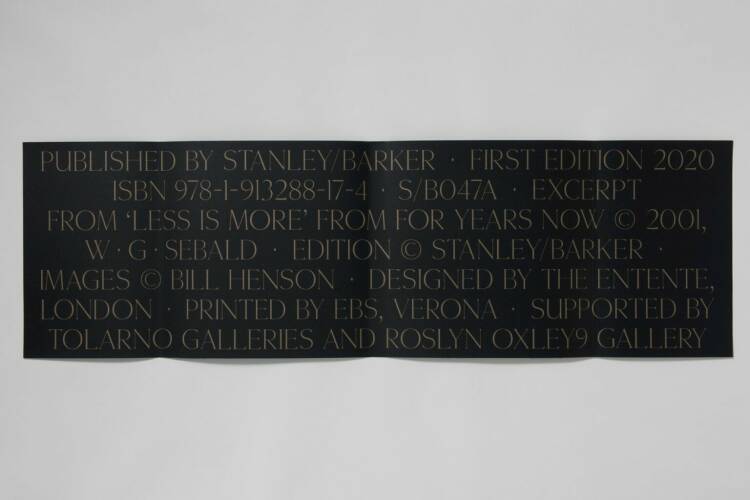 PUBLISHED BY STANLEY/BARKER · FIRST EDITION 2020
ISBN 978-1-913288-17-4 · S/B047A · EXCERPT
FROM ‘LESS IS MORE’ FROM FOR YEARS NOW © 2001,
W · G · SEBALD · EDITION © STANLEY/BARKER ·
IMAGES © BILL HENSON · DESIGNED BY THE ENTENTE,
LONDON · PRINTED BY EBS, VERONA · SUPPORTED BY
TOLARNO GALLERIES AND ROSLYN OXLEY9 GALLERY